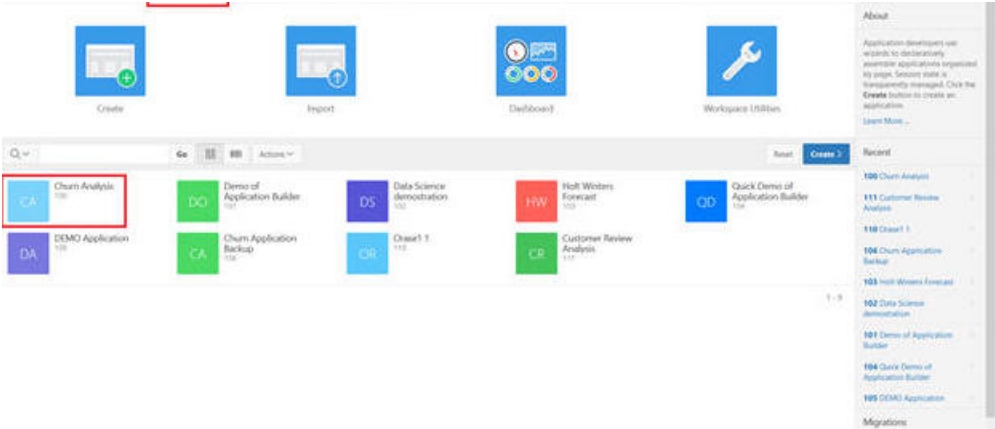 Create
Import
Dashboard
Workspace Utilities
Go
Actions
Reset
Create
CA
Churn Analysis
100
DO
Demo of
Application Builder
101
DS
Data Science
demostration
102
HW
Holt Winters
Forecast
103
QD
Quick Demo of
Application Builder
104
DA
DEMO Application
105
CA
Churn Application
Backup
106
OR
Orase1 1
110
CR
Customer Review
Analysis
1 - 9
About
Application developers use
wizards to declaratively
assemble applications organized
by page. Session state is
transparently managed. Click the
Create button to create an
application.
Learn More...
Recent
100 Churn Analysis
111 Customer Review
Analysis
110 Orase1 1
106 Churn Application
Backup
103 Holt Winters Forecast
102 Data Science
demostration
101 Demo of Application
Builder
104 Quick Demo of
Application Builder
105 DEMO Application
Migrations